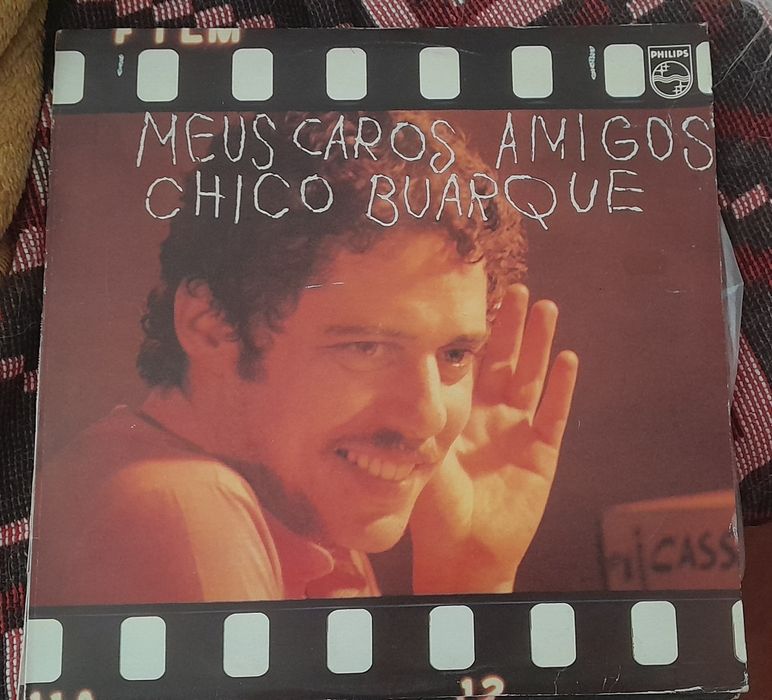 FILM
PHILIPS
MEUS CAROS AMIGOS
CHICO BUARQUE
CASS
12